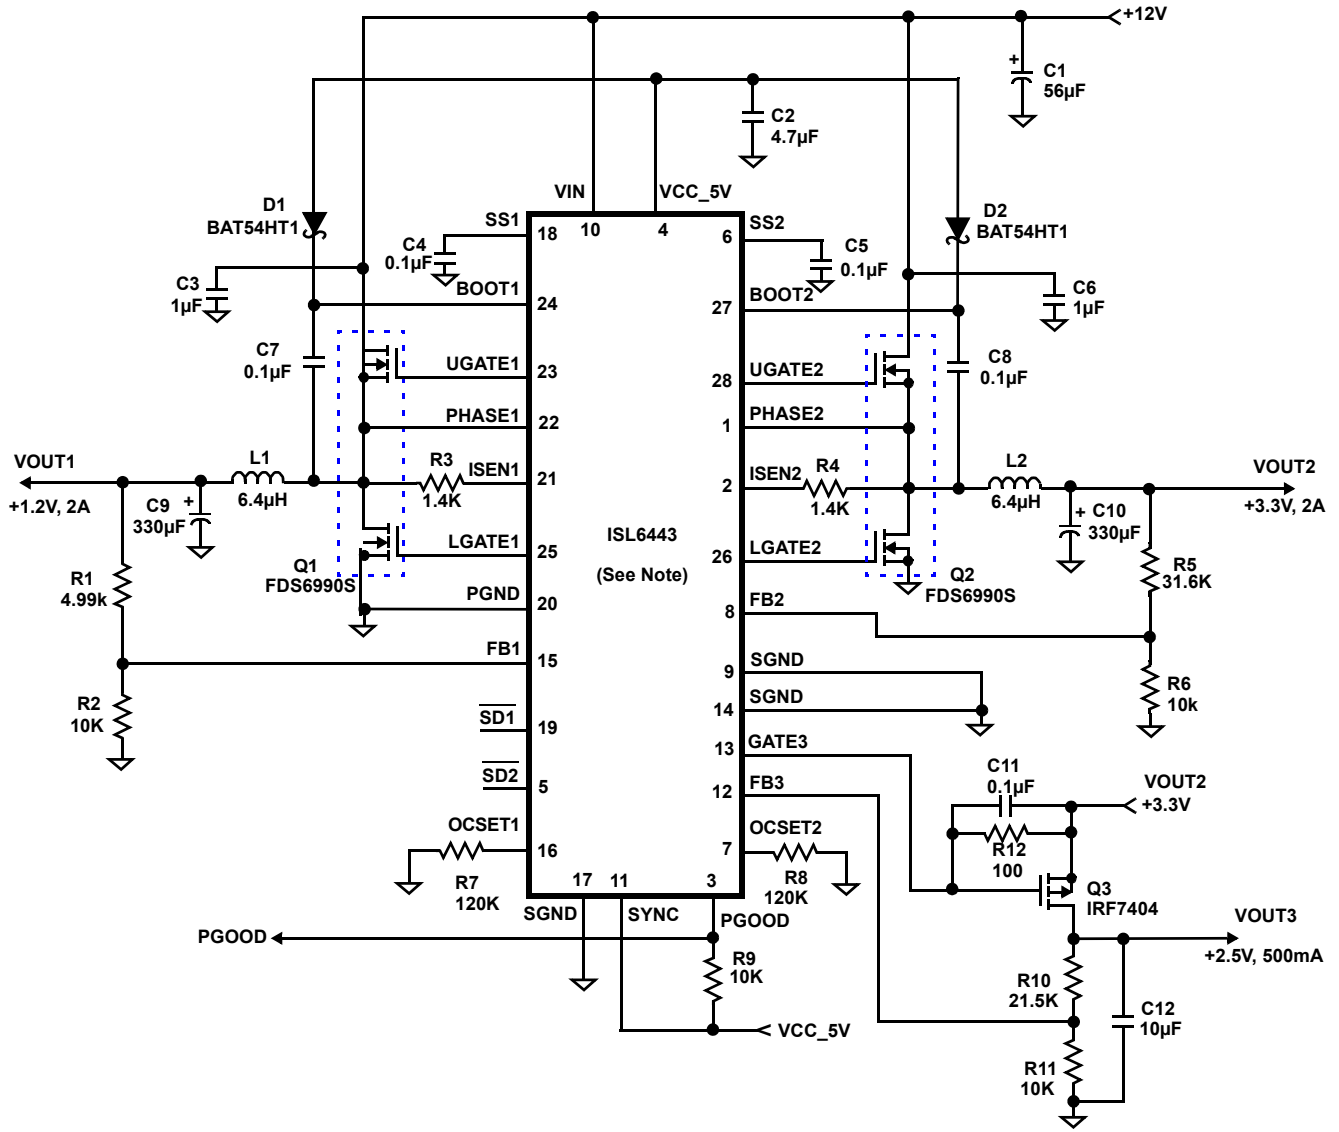 +12V
C1
56µF
+
C2
4.7µF
VIN
VCC_5V
D1
BAT54HT1
D2
BAT54HT1
SS1
18
10
4
6
SS2
C4
0.1µF
C5
0.1µF
C3
1µF
BOOT1
24
27
BOOT2
C6
1µF
C7
0.1µF
UGATE1
23
28
UGATE2
C8
0.1µF
PHASE1
22
1
PHASE2
VOUT1
+1.2V, 2A
C9
330µF
+
L1
6.4µH
R3
1.4K
ISEN1
21
2
ISEN2
R4
1.4K
L2
6.4µH
VOUT2
+3.3V, 2A
+
C10
330µF
LGATE1
25
ISL6443
(See Note)
26
LGATE2
Q1
FDS6990S
Q2
FDS6990S
R1
4.99k
R5
31.6K
PGND
20
8
FB2
FB1
15
9
SGND
R2
10K
14
SGND
R6
10k
SD1
19
13
GATE3
SD2
5
12
FB3
C11
0.1µF
VOUT2
+3.3V
OCSET1
16
7
OCSET2
R7
120K
R8
120K
R12
100
Q3
IRF7404
17
11
3
SGND
SYNC
PGOOD
PGOOD
R9
10K
VCC_5V
VOUT3
+2.5V, 500mA
R10
21.5K
C12
10µF
R11
10K